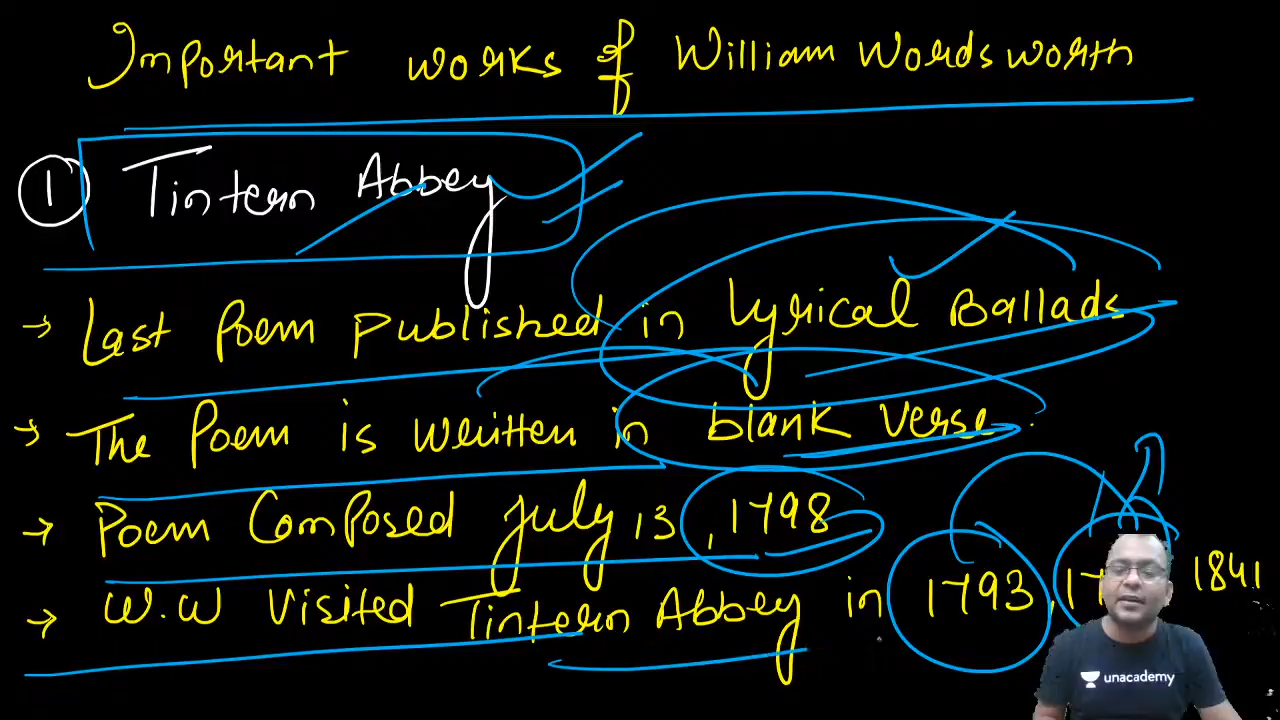 Important works of William Wordsworth
1 Tintern Abbey
→ Last Poem Published in Lyrical Ballads
→ The Poem is written in blank verse.
→ Poem Composed July 13, 1798
→ W.W visited Tintern Abbey in 1793, 1841
unacademy